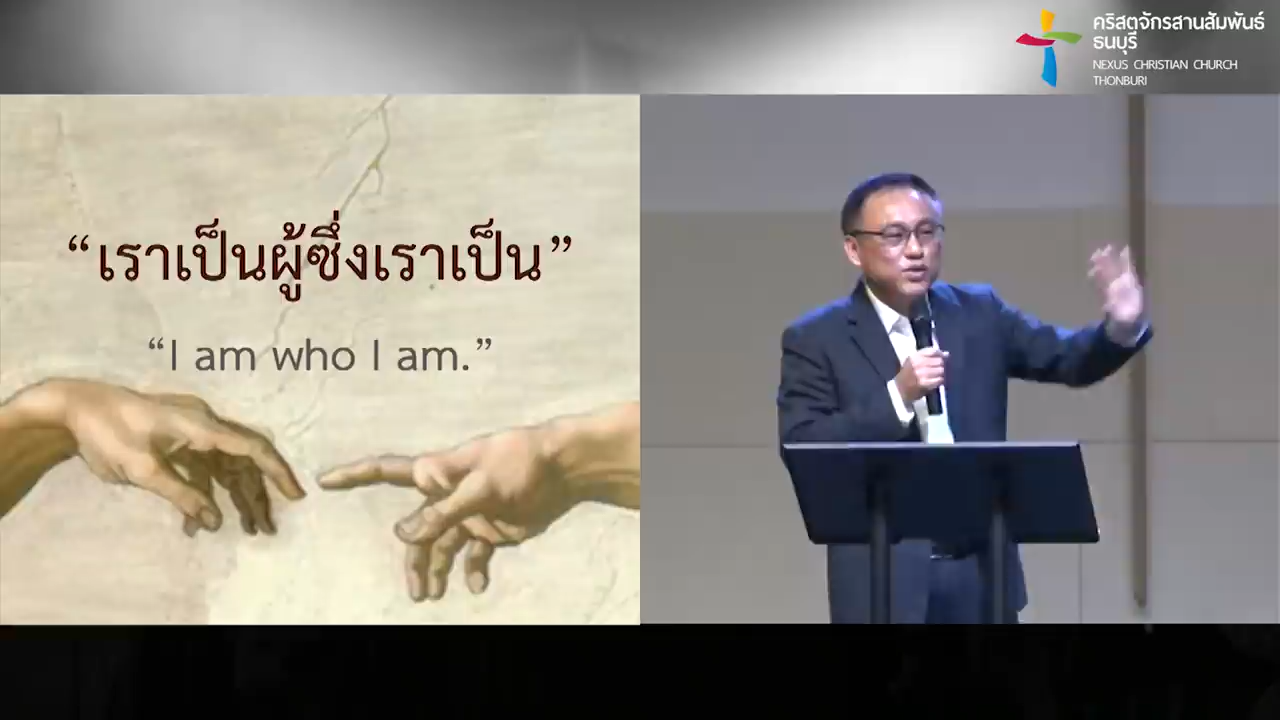 คริสตจักรสานสัมพันธ์
ธนบุรี
NEXUS CHRISTIAN CHURCH
THONBURI
“เราเป็นผู้ซึ่งเราเป็น”
“I am who I am.”